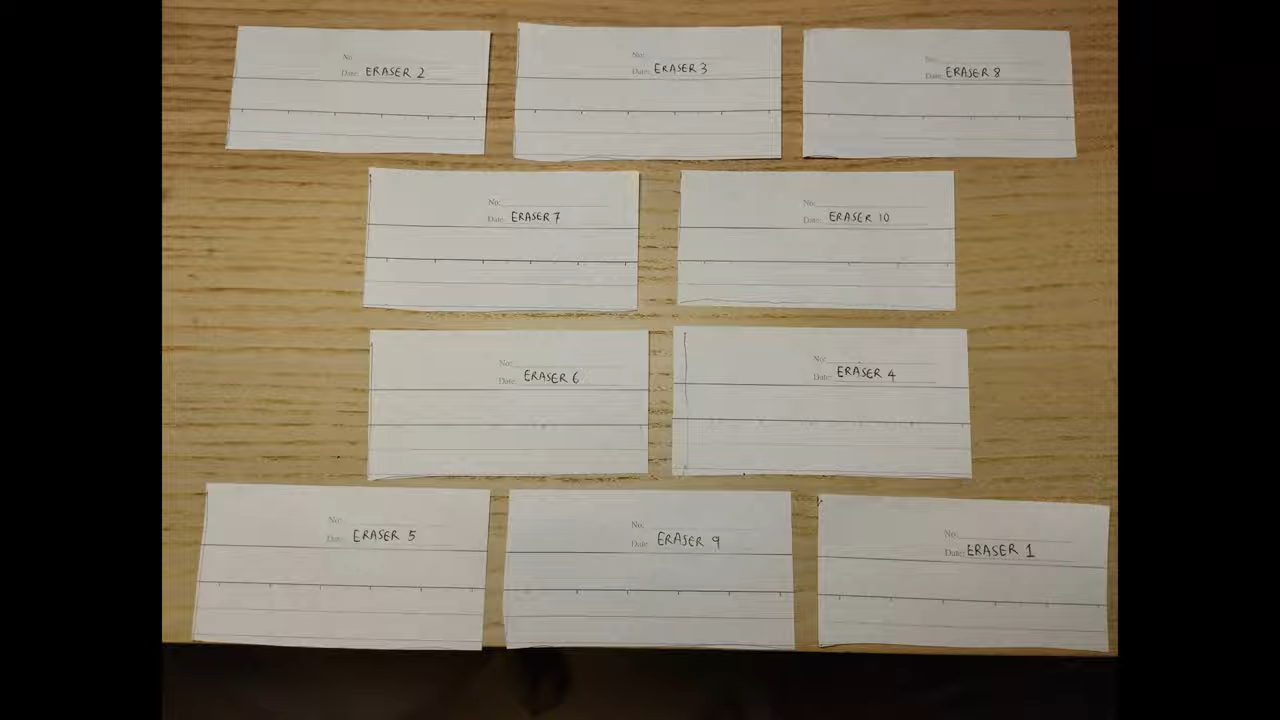 No:
Date: ERASER 2
No:
Date: ERASER 3
No:
Date: ERASER 8
No:
Date: ERASER 7
No:
Date: ERASER 10
No:
Date: ERASER 6
No:
Date: ERASER 4
No:
Date: ERASER 5
No:
Date: ERASER 9
No:
Date: ERASER 1